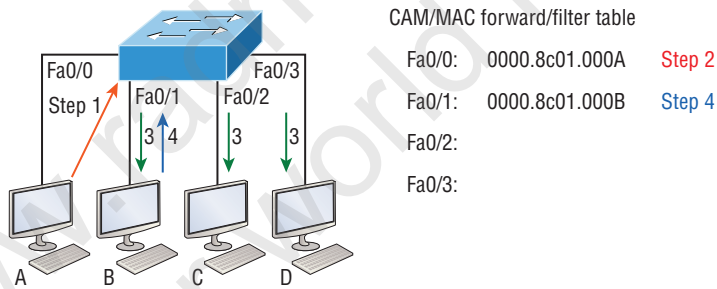 CAM/MAC forward/filter table
Fa0/0: 0000.8c01.000A Step 2
Fa0/1: 0000.8c01.000B Step 4
Fa0/2:
Fa0/3:
Fa0/0
Fa0/3
Step 1
Fa0/1
Fa0/2
3
4
3
3
A
B
C
D